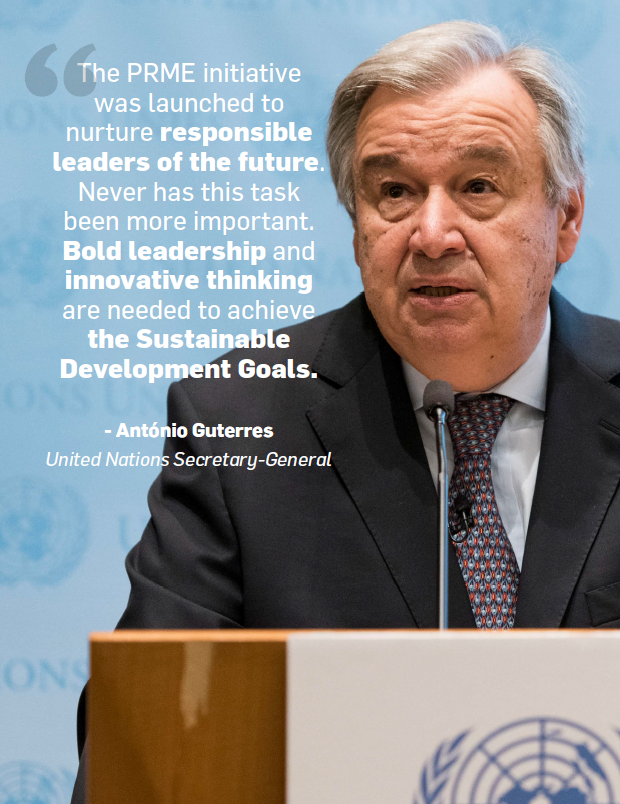 “
The PRME initiative
was launched to
nurture responsible
leaders of the future.
Never has this task
been more important.
Bold leadership and
innovative thinking
are needed to achieve
the Sustainable
Development Goals.
- António Guterres
United Nations Secretary-General